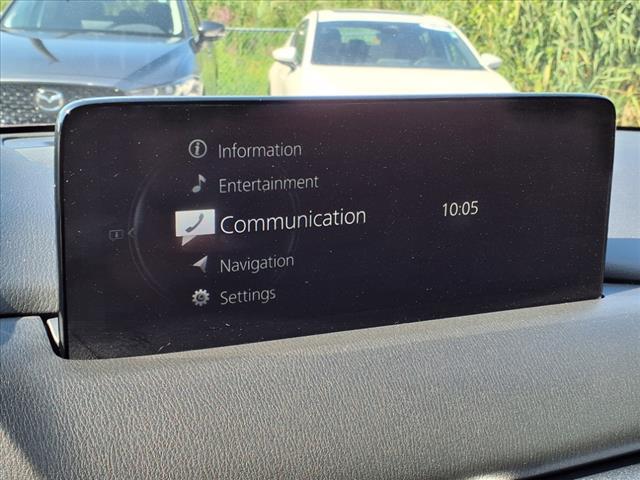 Information
Entertainment
Communication
10:05
Navigation
Settings